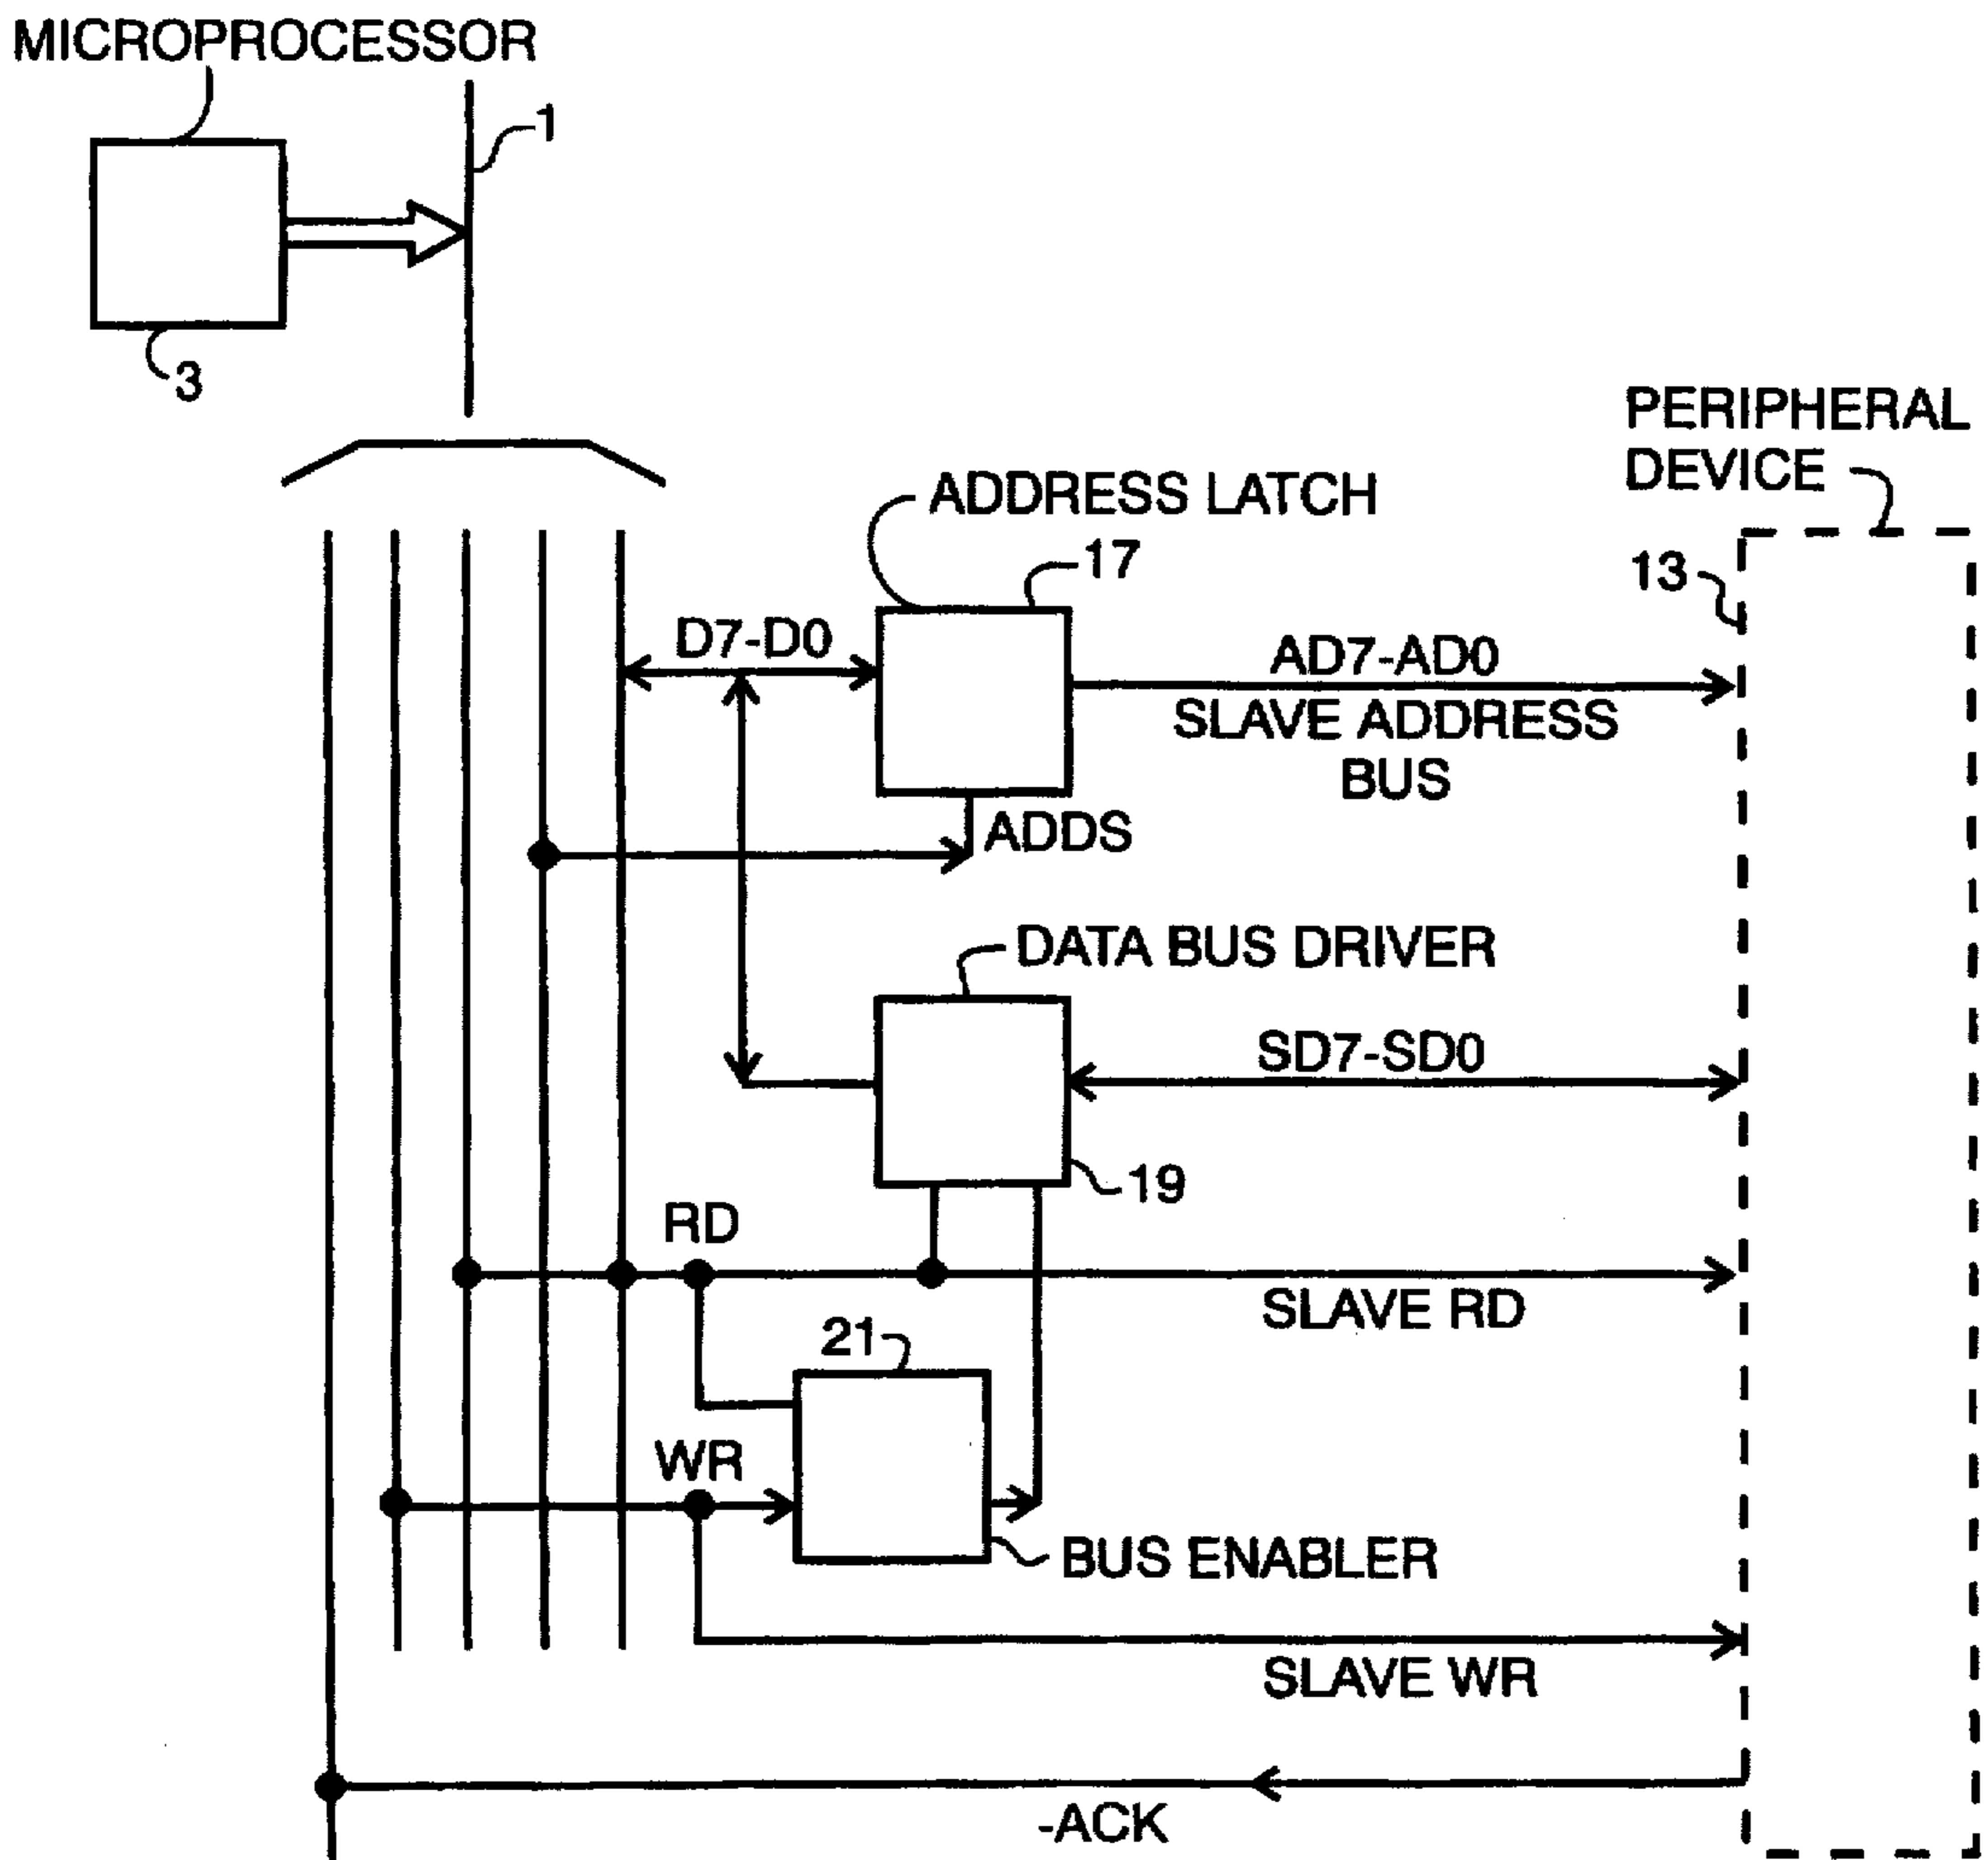 MICROPROCESSOR
1
3
PERIPHERAL
DEVICE
ADDRESS LATCH
17
13
D7-D0
AD7-AD0
SLAVE ADDRESS
BUS
ADDS
DATA BUS DRIVER
SD7-SD0
19
RD
SLAVE RD
21
WR
BUS ENABLER
SLAVE WR
-ACK